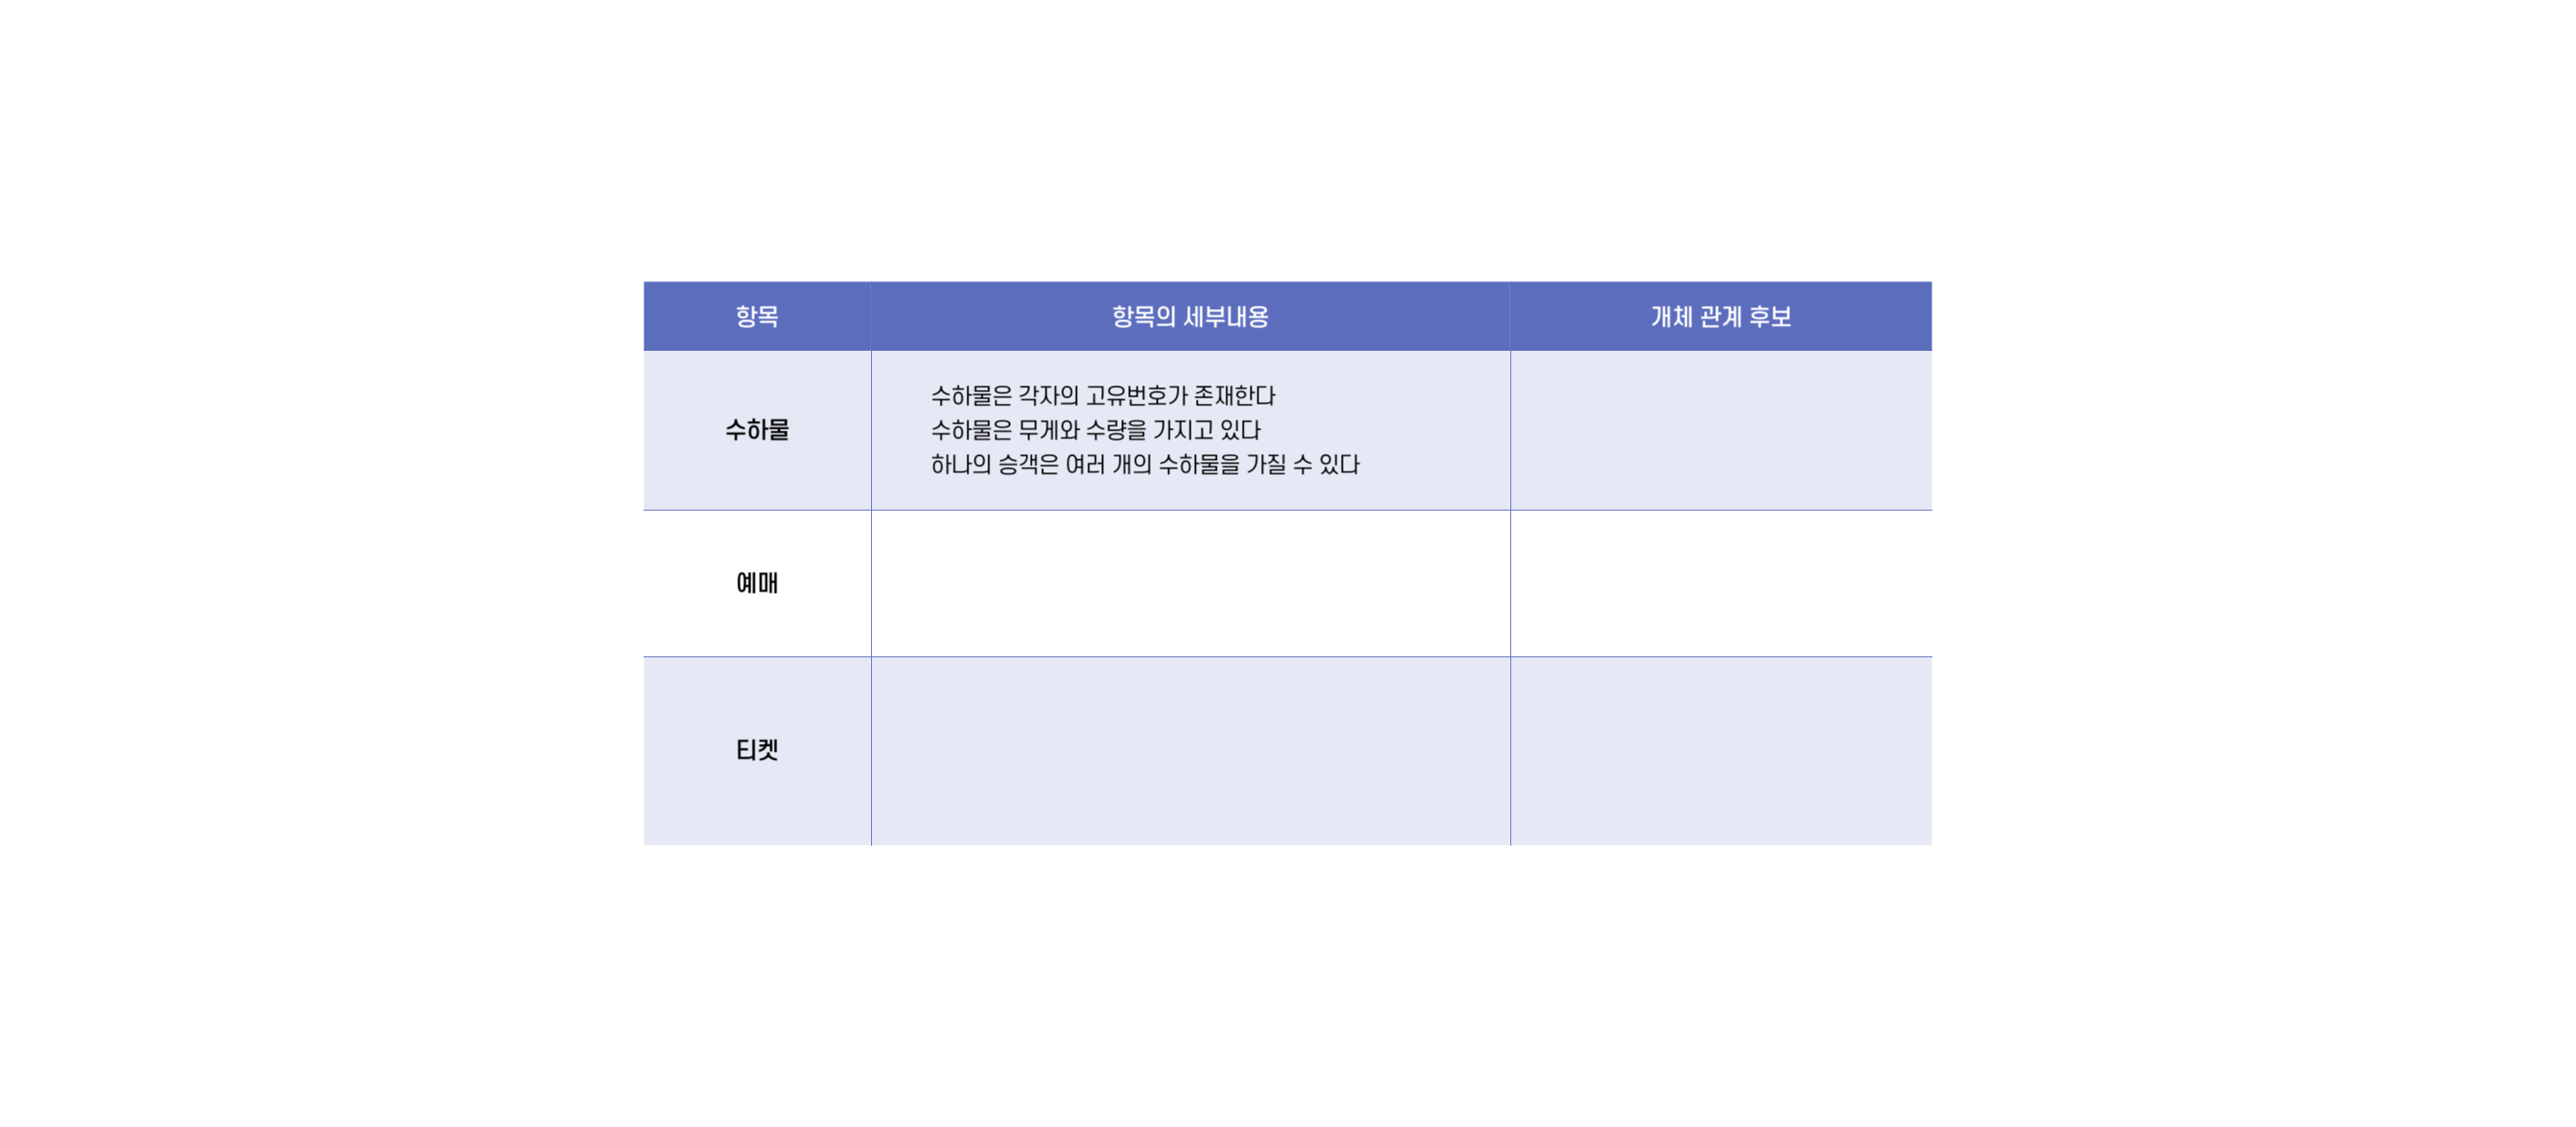 항목 항목의 세부내용 개체 관계 후보
수하물
수하물은 각자의 고유번호가 존재한다
수하물은 무게와 수량을 가지고 있다
하나의 승객은 여러 개의 수하물을 가질 수 있다
예매
티켓